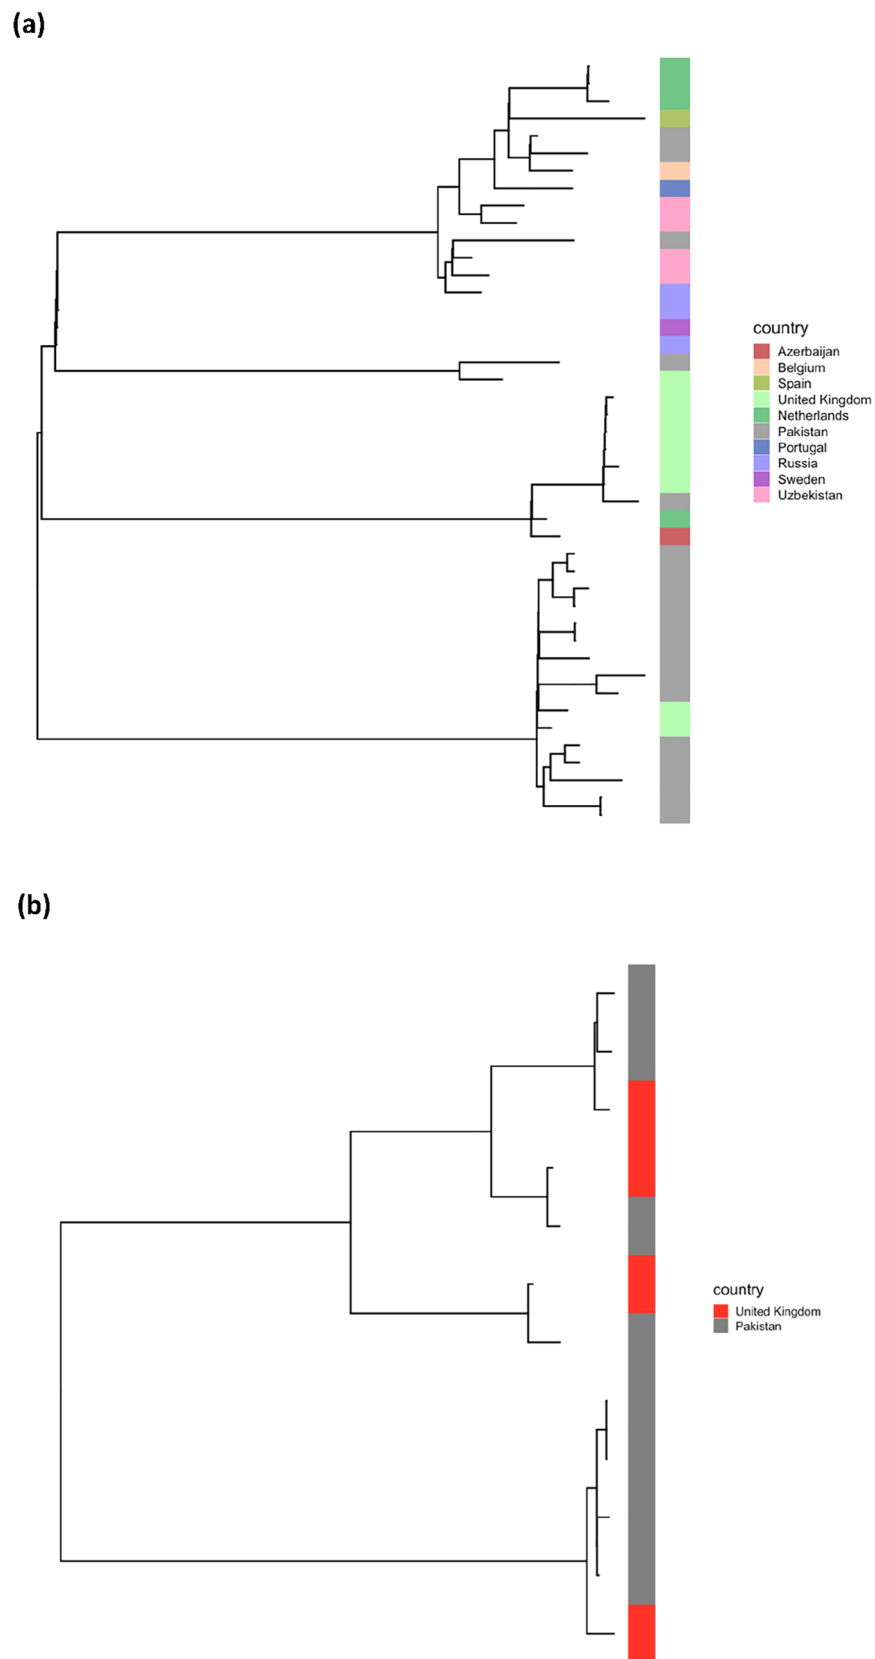 (a)
country
Azerbaijan
Belgium
Spain
United Kingdom
Netherlands
Pakistan
Portugal
Russia
Sweden
Uzbekistan
(b)
country
United Kingdom
Pakistan